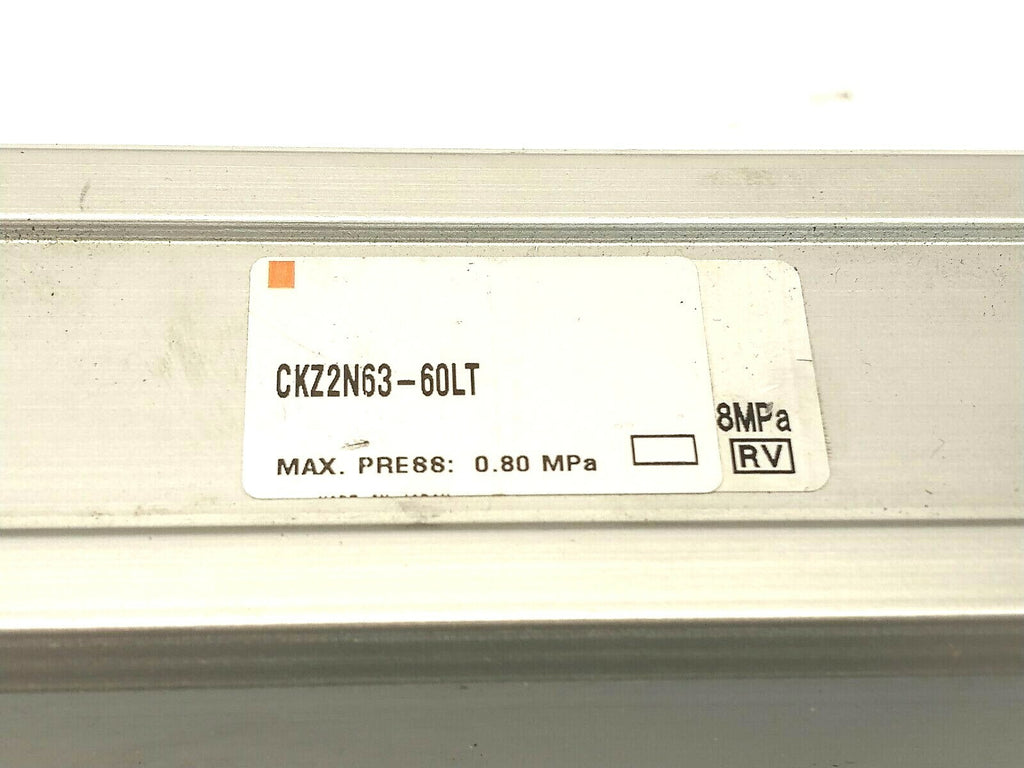 CKZ2N63-60LT
MAX. PRESS: 0.80 MPa
8MPa
RV